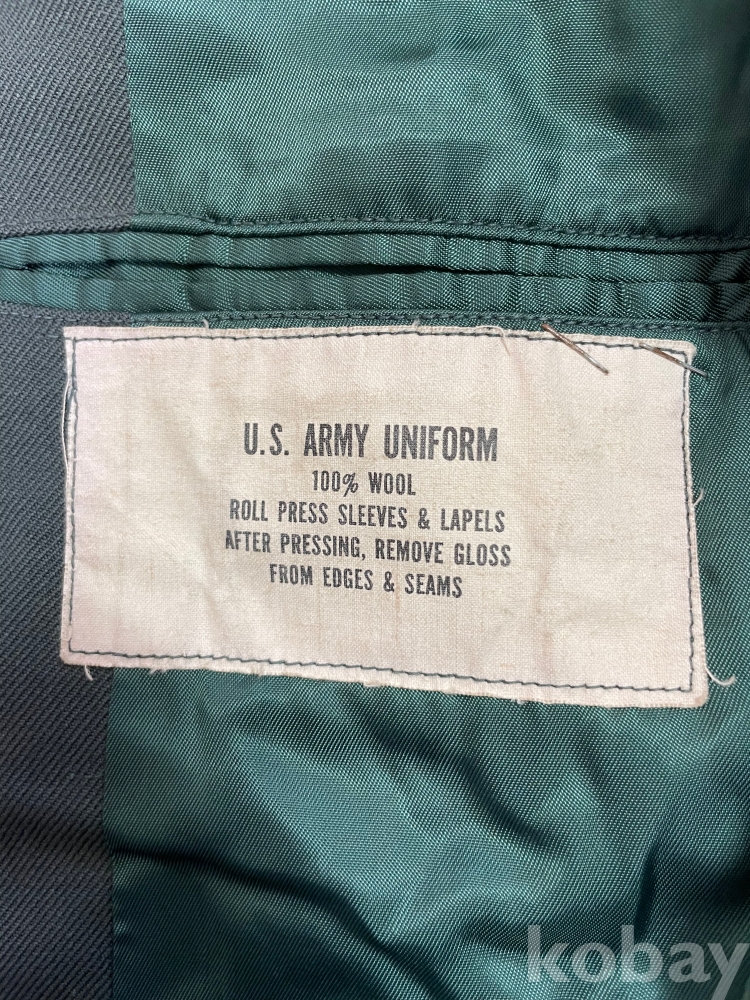 U.S. ARMY UNIFORM
100% WOOL
ROLL PRESS SLEEVES & LAPELS
AFTER PRESSING, REMOVE GLOSS
FROM EDGES & SEAMS
kobay